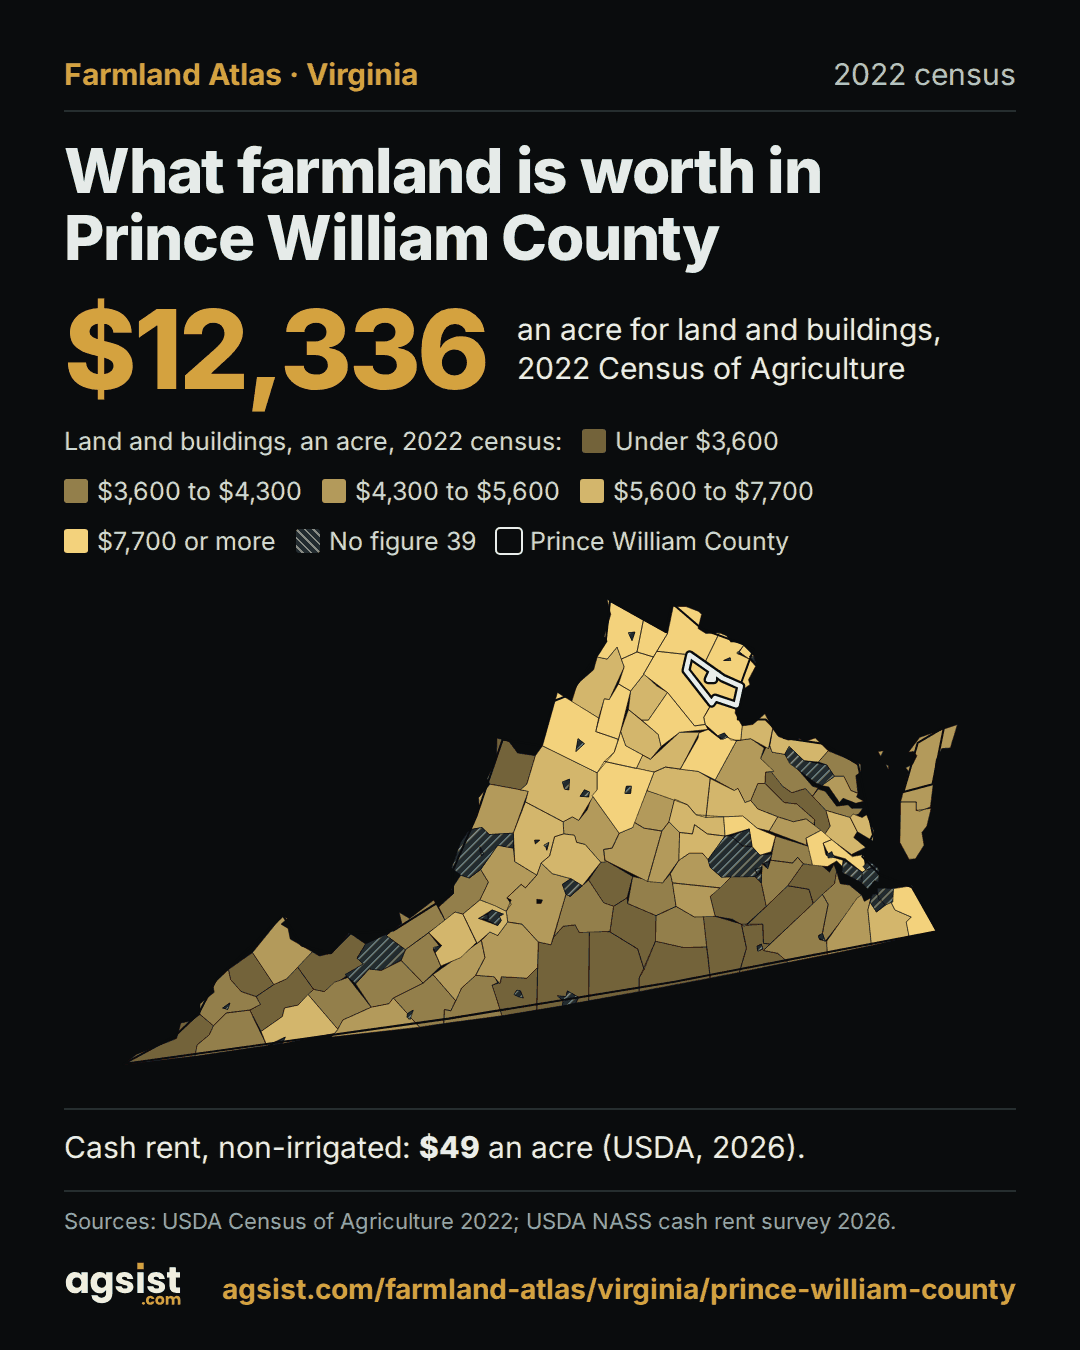 Farmland Atlas · Virginia
2022 census
What farmland is worth in
Prince William County
$12,336
an acre for land and buildings,
2022 Census of Agriculture
Land and buildings, an acre, 2022 census: Under $3,600
$3,600 to $4,300 $4,300 to $5,600 $5,600 to $7,700
$7,700 or more No figure 39 Prince William County
Cash rent, non-irrigated: $49 an acre (USDA, 2026).
Sources: USDA Census of Agriculture 2022; USDA NASS cash rent survey 2026.
agsist
.com
agsist.com/farmland-atlas/virginia/prince-william-county